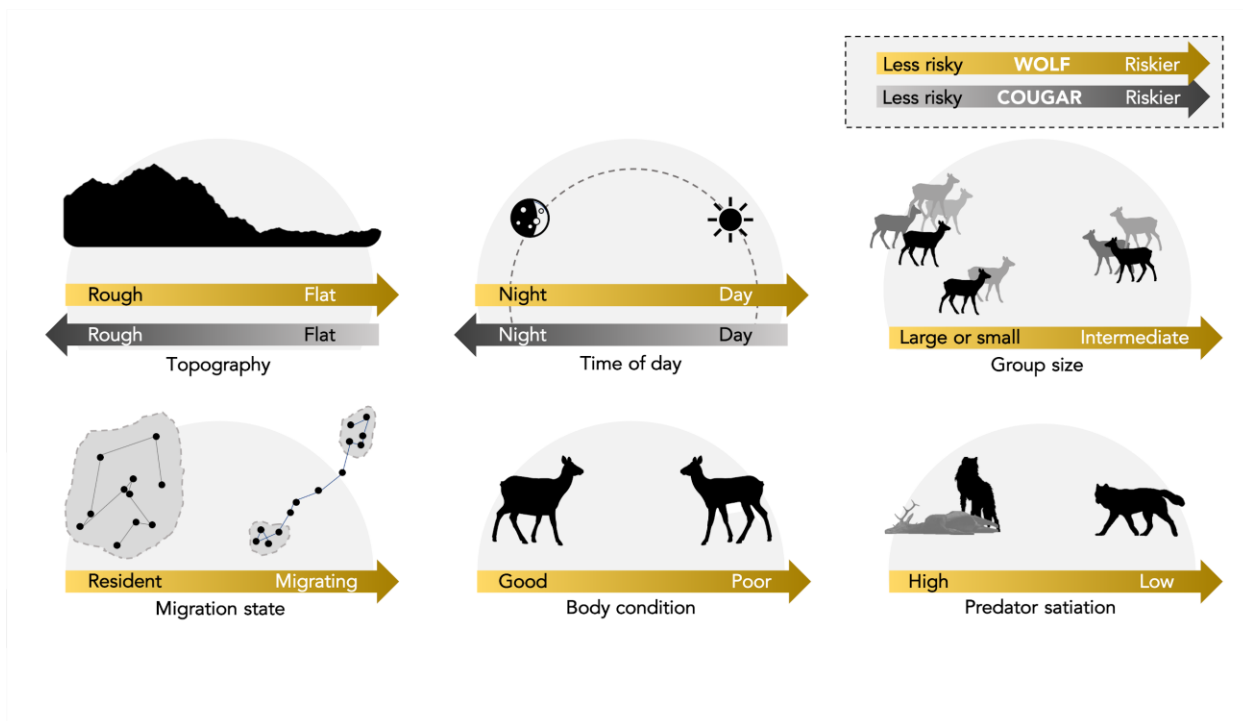 Less risky WOLF Riskier
Less risky COUGAR Riskier
Rough Flat
Rough Flat
Topography
Night Day
Night Day
Time of day
Large or small Intermediate
Group size
Resident Migrating
Migration state
Good Poor
Body condition
High Low
Predator satiation